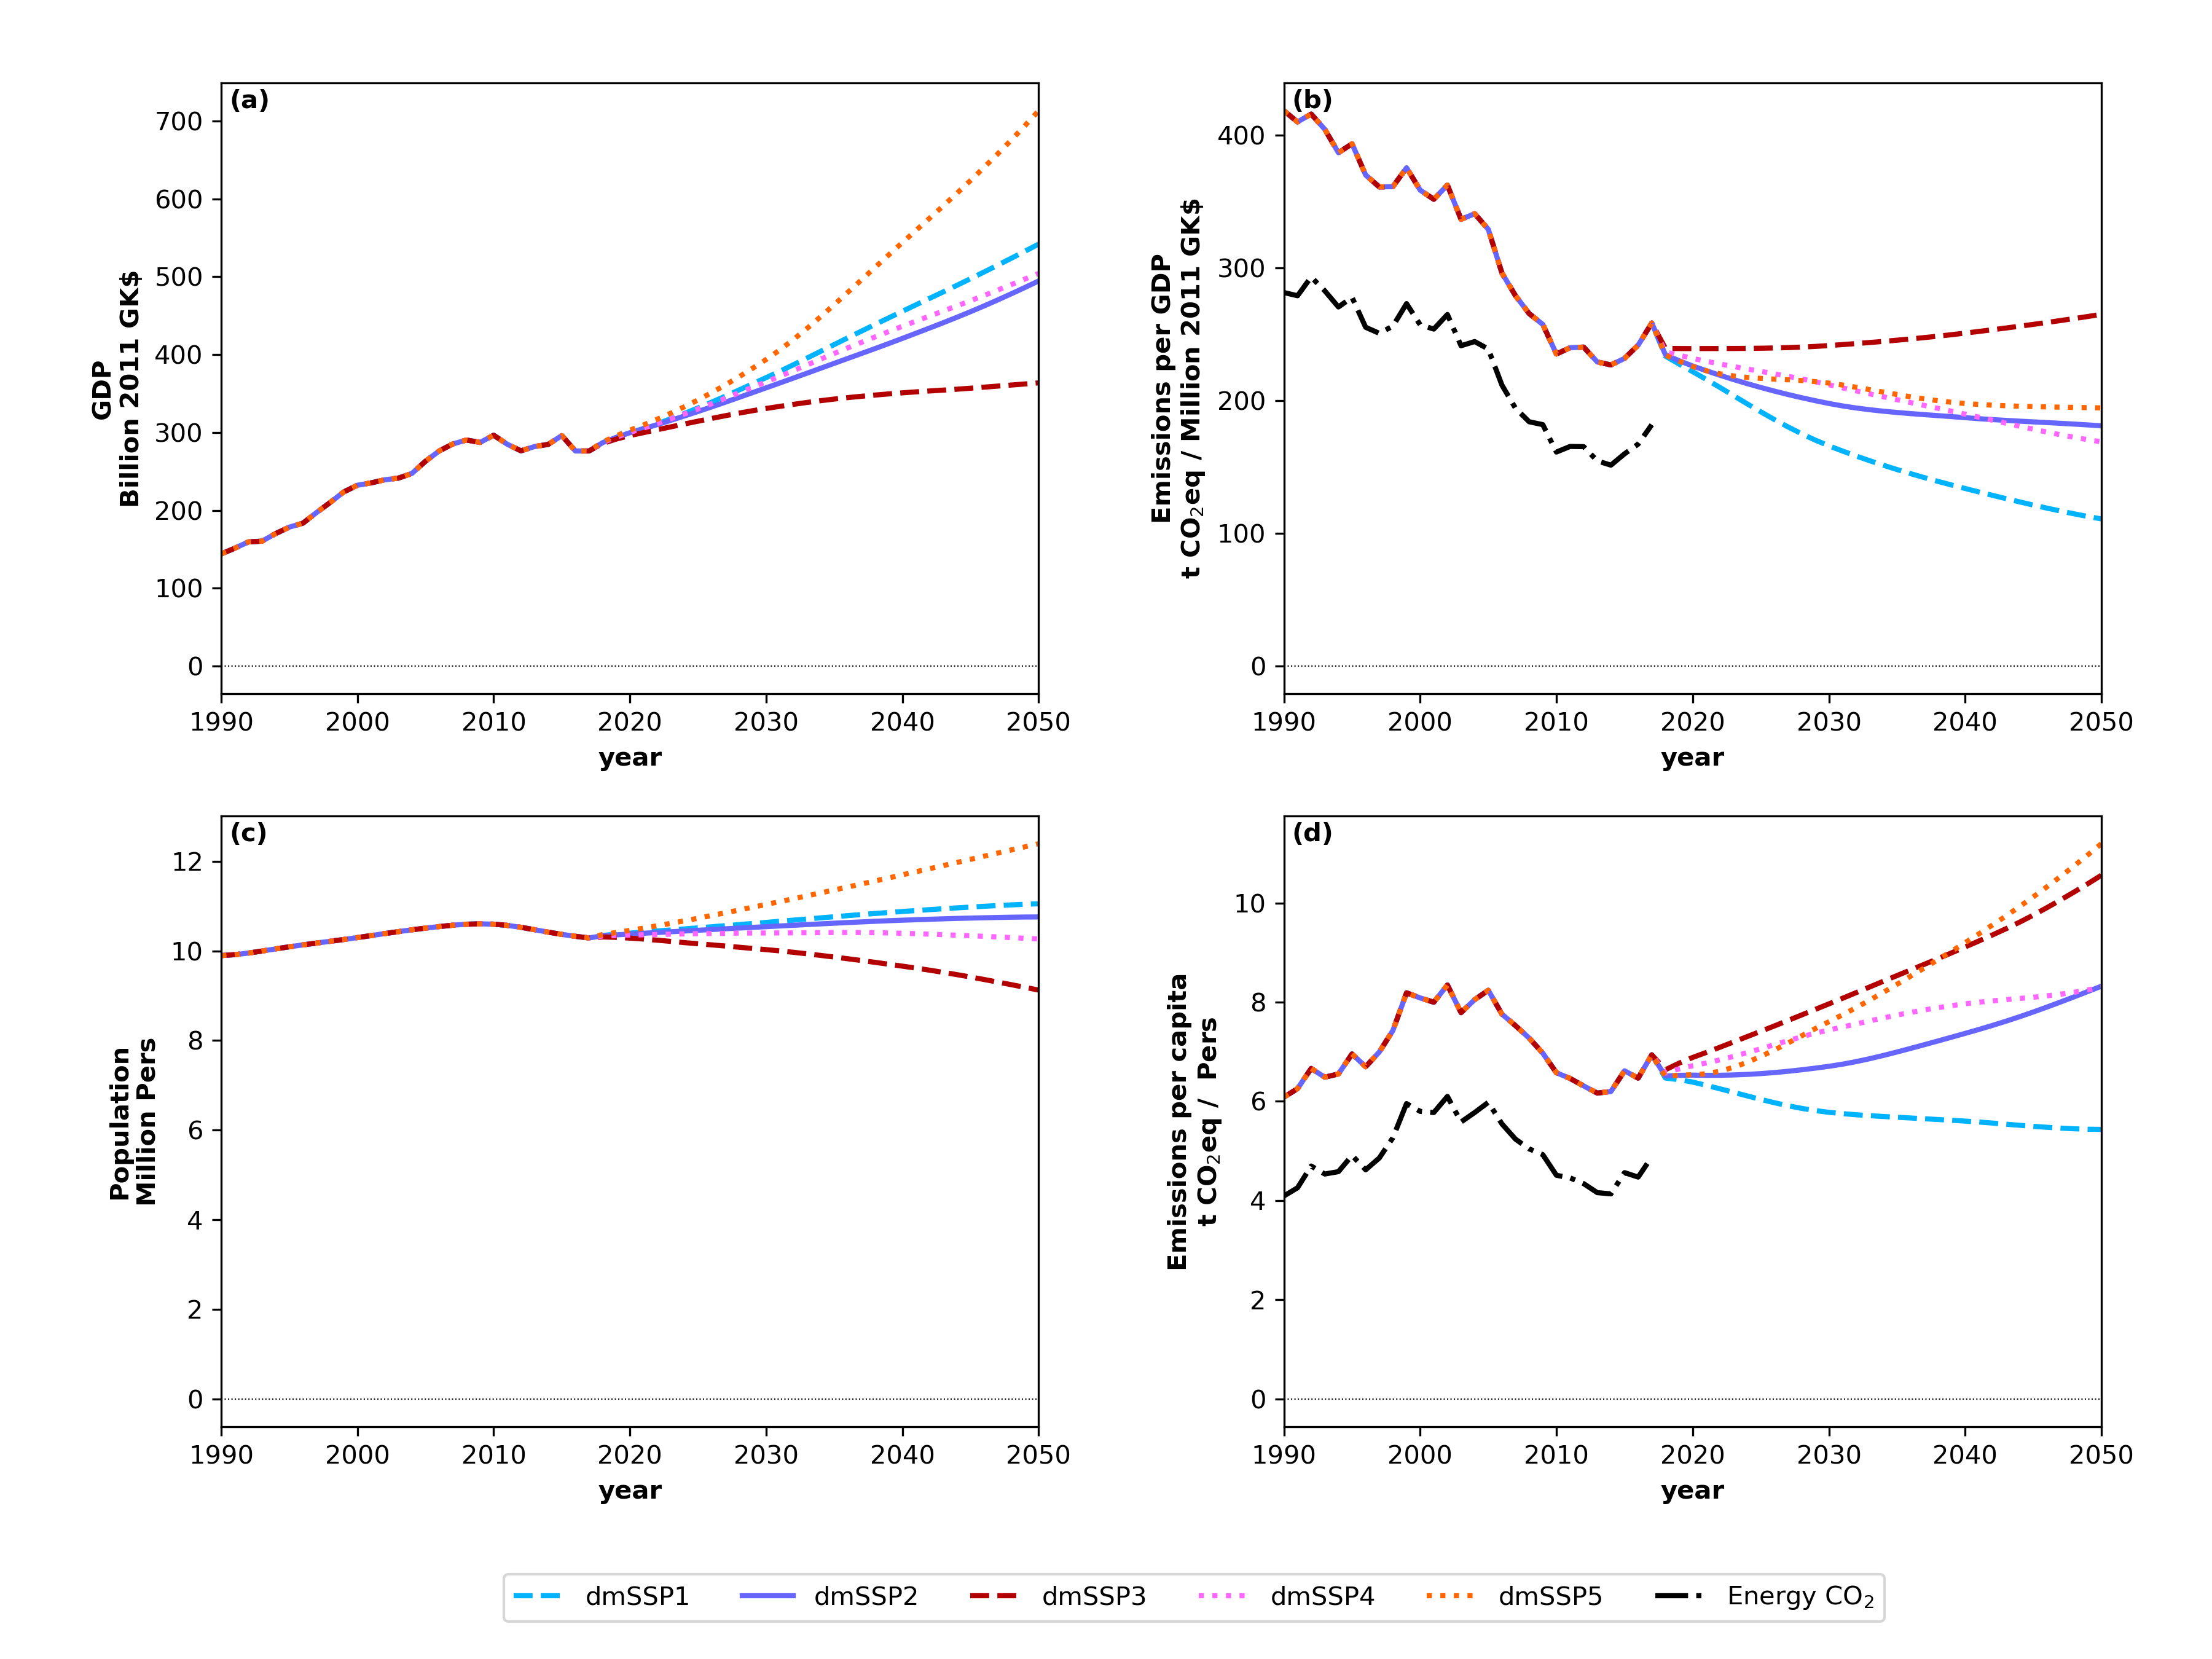 (a)
700
600
500
400
300
200
100
0
GDP
Billion 2011 GK$
1990 2000 2010 2020 2030 2040 2050
year
(b)
400
300
200
100
0
Emissions per GDP
t CO₂eq / Million 2011 GK$
1990 2000 2010 2020 2030 2040 2050
year
(c)
12
10
8
6
4
2
0
Population
Million Pers
1990 2000 2010 2020 2030 2040 2050
year
(d)
10
8
6
4
2
0
Emissions per capita
t CO₂eq / Pers
1990 2000 2010 2020 2030 2040 2050
year
dmSSP1 dmSSP2 dmSSP3 dmSSP4 dmSSP5 Energy CO₂